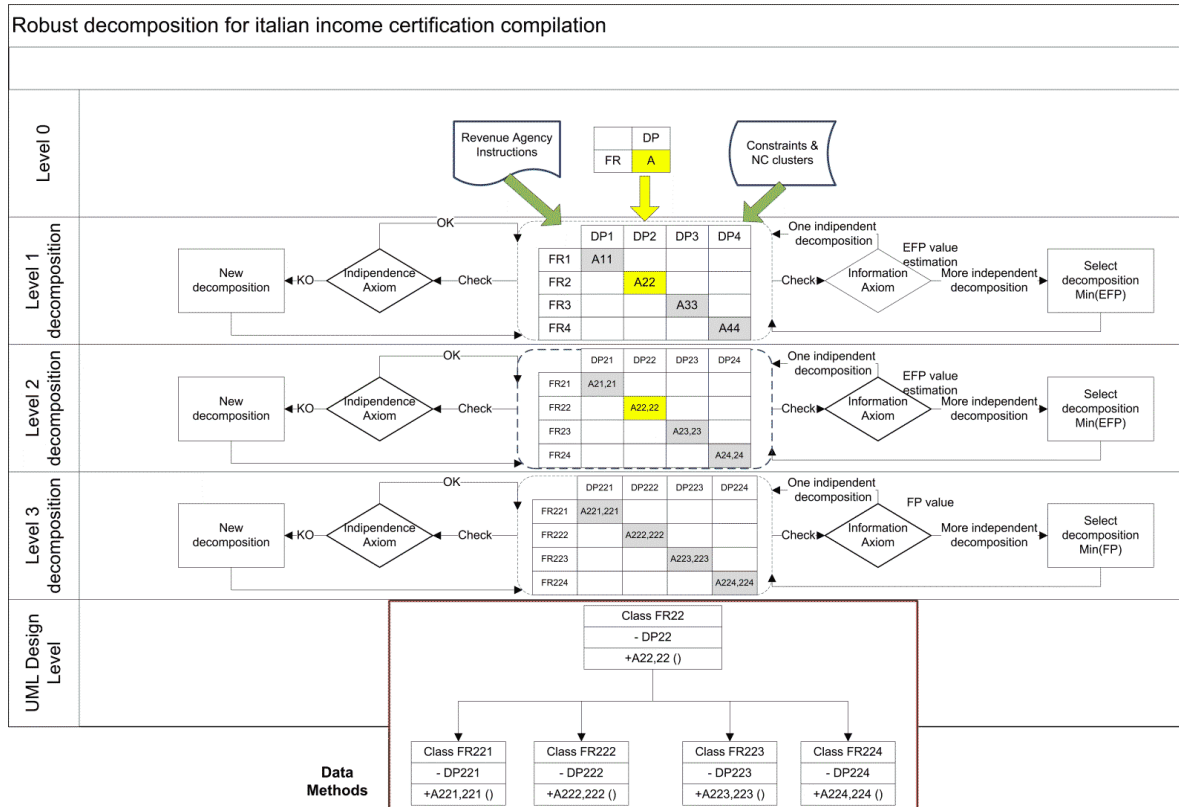 Robust decomposition for italian income certification compilation
Level 0
Revenue Agency
Instructions
DP
FR A
Constraints &
NC clusters
Level 1
decomposition
New
decomposition
KO
Indipendence
Axiom
OK
Check
DP1 DP2 DP3 DP4
FR1 A11
FR2 A22
FR3 A33
FR4 A44
Check
One independent
decomposition
EFP value
estimation
Information
Axiom
More independent
decomposition
Select
decomposition
Min(EFP)
Level 2
decomposition
New
decomposition
KO
Indipendence
Axiom
OK
Check
DP21 DP22 DP23 DP24
FR21 A21,21
FR22 A22,22
FR23 A23,23
FR24 A24,24
Check
One independent
decomposition
EFP value
estimation
Information
Axiom
More independent
decomposition
Select
decomposition
Min(EFP)
Level 3
decomposition
New
decomposition
KO
Indipendence
Axiom
OK
Check
DP221 DP222 DP223 DP224
FR221 A221,221
FR222 A222,222
FR223 A223,223
FR224 A224,224
Check
One independent
decomposition
FP value
Information
Axiom
More independent
decomposition
Select
decomposition
Min(FP)
UML Design
Level
Class FR22
- DP22
+A22,22 ()
Data
Methods
Class FR221
- DP221
+A221,221 ()
Class FR222
- DP222
+A222,222 ()
Class FR223
- DP223
+A223,223 ()
Class FR224
- DP224
+A224,224 ()